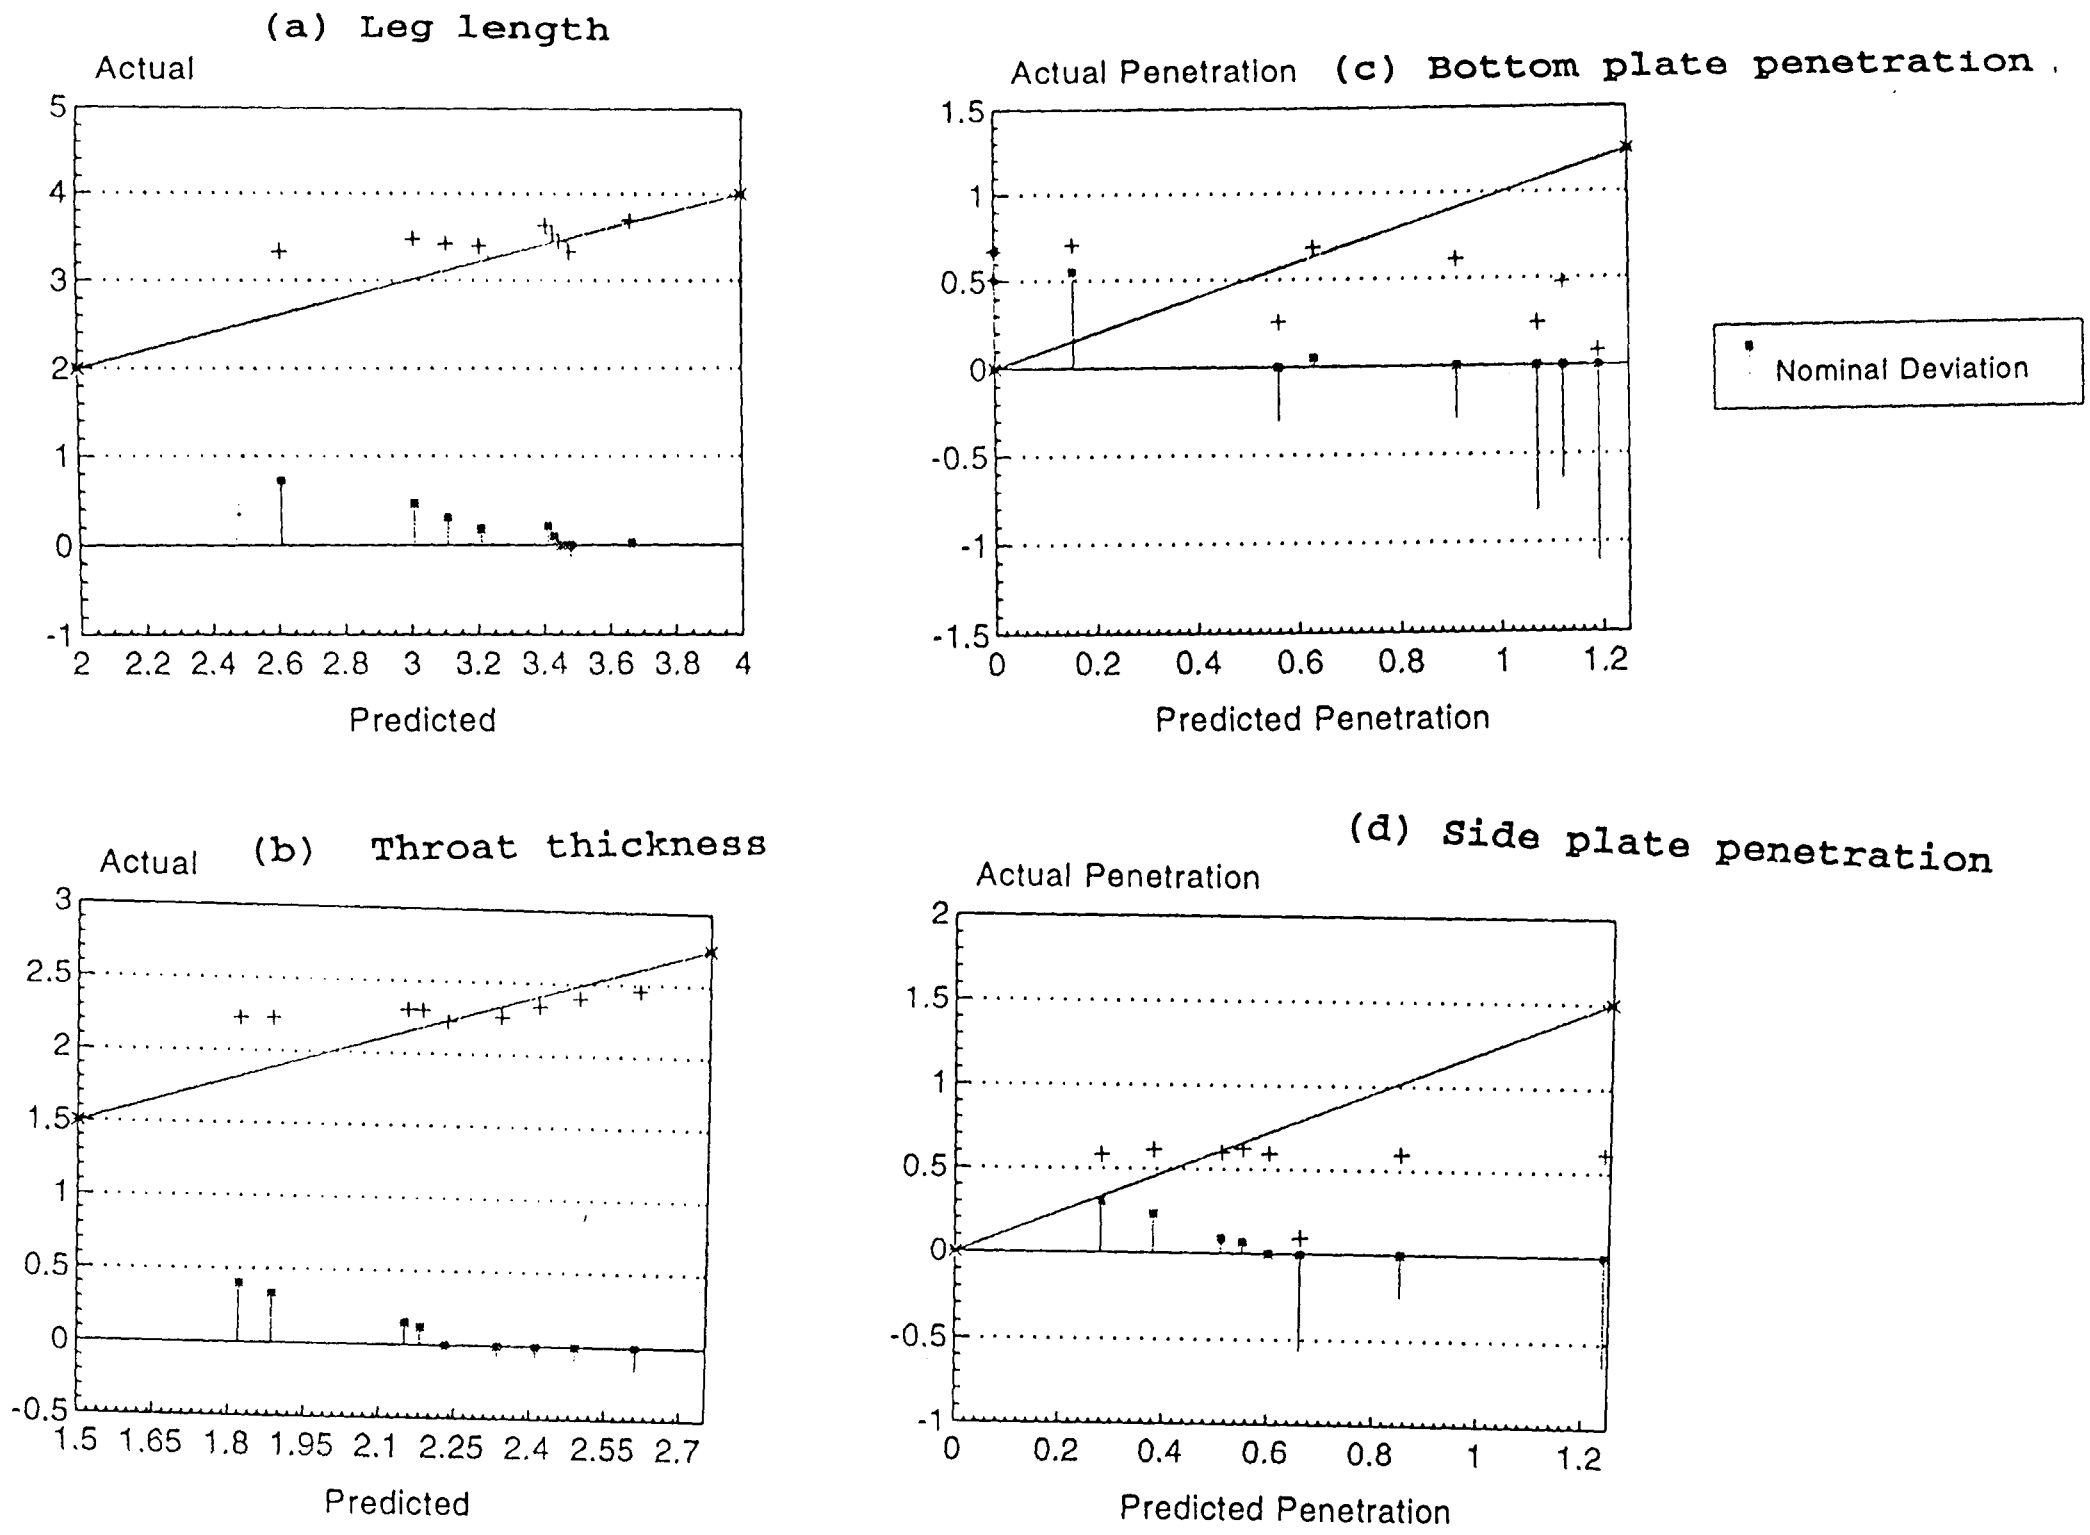 (a) Leg length
Actual
5
4
3
2
1
0
-1
2 2.2 2.4 2.6 2.8 3 3.2 3.4 3.6 3.8 4
Predicted
Actual Penetration (c) Bottom plate penetration
1.5
1
0.5
0
-0.5
-1
-1.5
0 0.2 0.4 0.6 0.8 1 1.2
Predicted Penetration
Nominal Deviation
Actual (b) Throat thickness
3
2.5
2
1.5
1
0.5
0
-0.5
1.5 1.65 1.8 1.95 2.1 2.25 2.4 2.55 2.7
Predicted
(d) Side plate penetration
Actual Penetration
2
1.5
1
0.5
0
-0.5
-1
0 0.2 0.4 0.6 0.8 1 1.2
Predicted Penetration